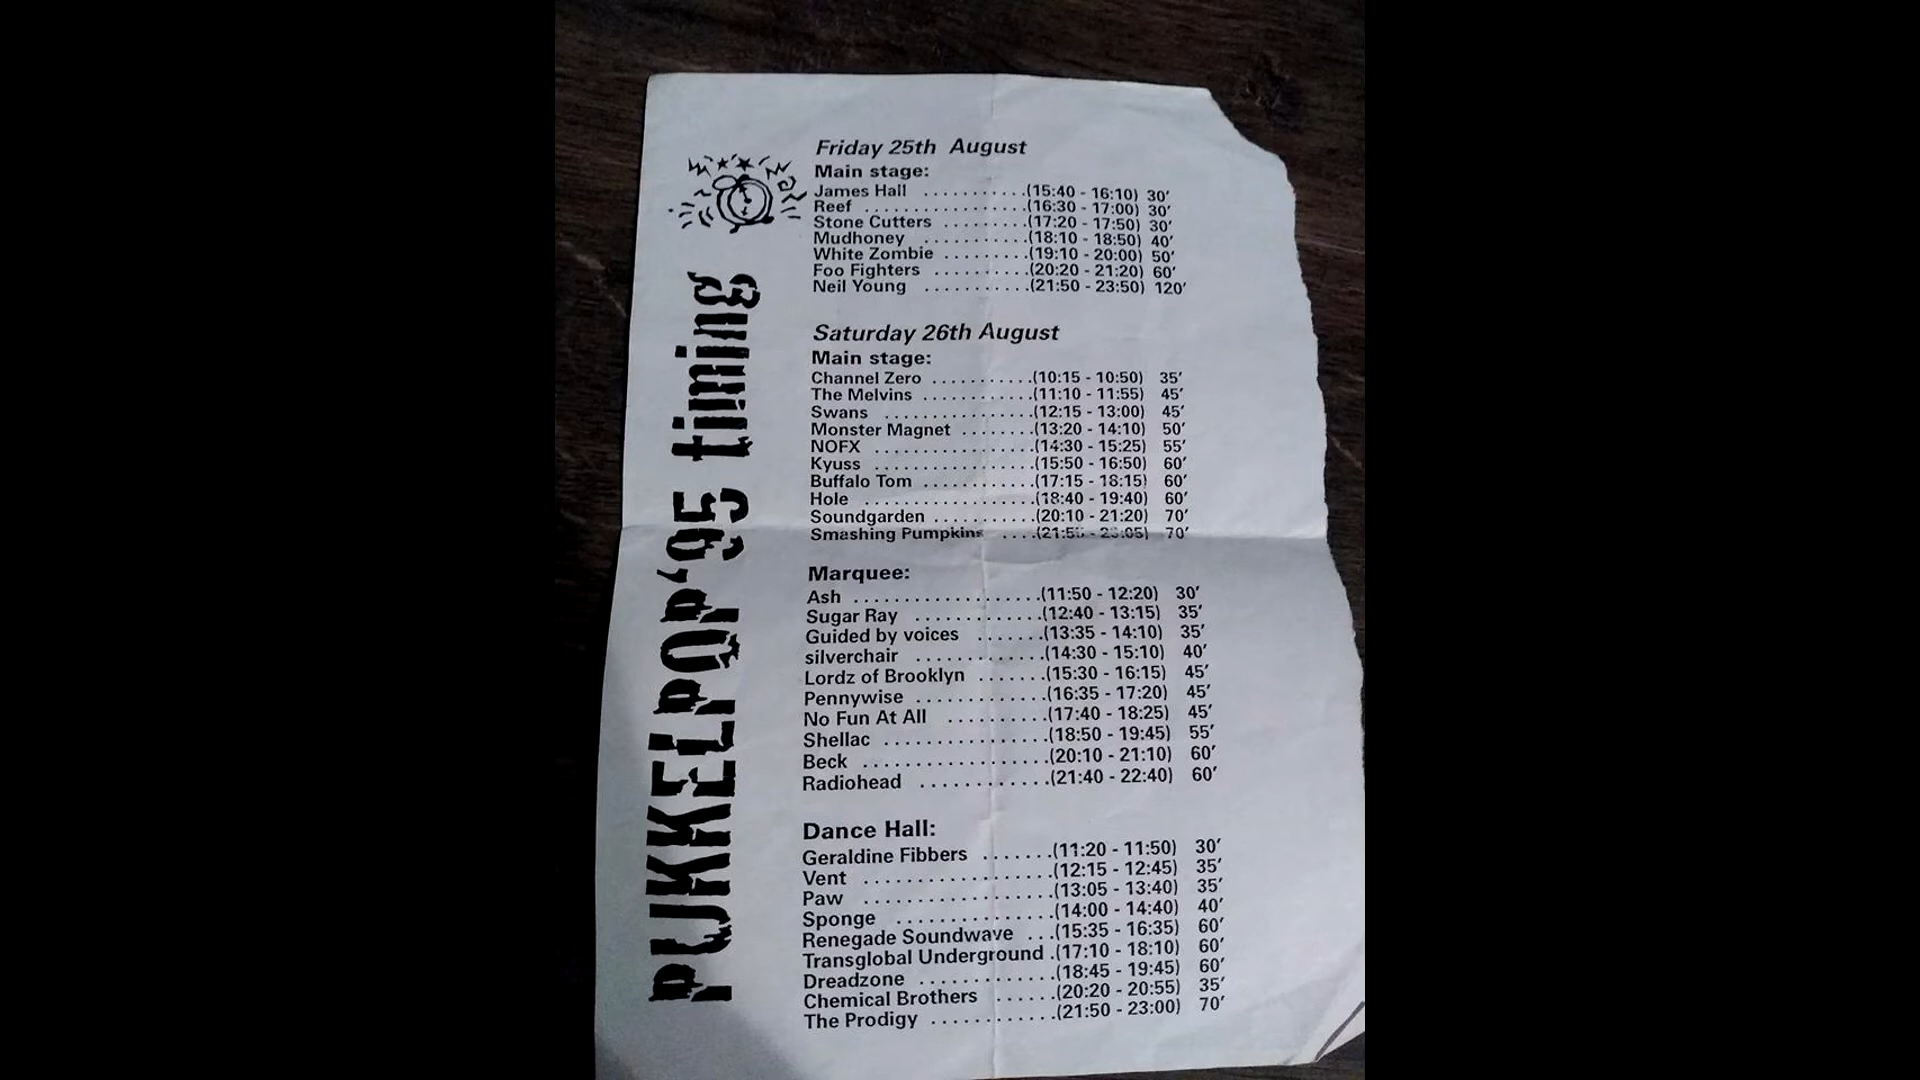 PUKKELPOP'95 timing
Friday 25th August
Main stage:
James Hall ...........(15:40 - 16:10) 30'
Reef .................(16:30 - 17:00) 30'
Stone Cutters .........(17:20 - 17:50) 30'
Mudhoney ...........(18:10 - 18:50) 40'
White Zombie .........(19:10 - 20:00) 50'
Foo Fighters ..........(20:20 - 21:20) 60'
Neil Young ...........(21:50 - 23:50) 120'
Saturday 26th August
Main stage:
Channel Zero ...........(10:15 - 10:50) 35'
The Melvins ............(11:10 - 11:55) 45'
Swans ................(12:15 - 13:00) 45'
Monster Magnet ........(13:20 - 14:10) 50'
NOFX .................(14:30 - 15:25) 55'
Kyuss .................(15:50 - 16:50) 60'
Buffalo Tom ............(17:15 - 18:15) 60'
Hole ..................(18:40 - 19:40) 60'
Soundgarden ...........(20:10 - 21:20) 70'
Smashing Pumpkins ....(21:55 - 23:05) 70'
Marquee:
Ash ...................(11:50 - 12:20) 30'
Sugar Ray .............(12:40 - 13:15) 35'
Guided by voices .......(13:35 - 14:10) 35'
silverchair .............(14:30 - 15:10) 40'
Lordz of Brooklyn .......(15:30 - 16:15) 45'
Pennywise .............(16:35 - 17:20) 45'
No Fun At All ..........(17:40 - 18:25) 45'
Shellac ................(18:50 - 19:45) 55'
Beck ..................(20:10 - 21:10) 60'
Radiohead ............(21:40 - 22:40) 60'
Dance Hall:
Geraldine Fibbers .......(11:20 - 11:50) 30'
Vent ..................(12:15 - 12:45) 35'
Paw ..................(13:05 - 13:40) 35'
Sponge ...............(14:00 - 14:40) 40'
Renegade Soundwave ...(15:35 - 16:35) 60'
Transglobal Underground .(17:10 - 18:10) 60'
Dreadzone .............(18:45 - 19:45) 60'
Chemical Brothers ......(20:20 - 20:55) 35'
The Prodigy ............(21:50 - 23:00) 70'